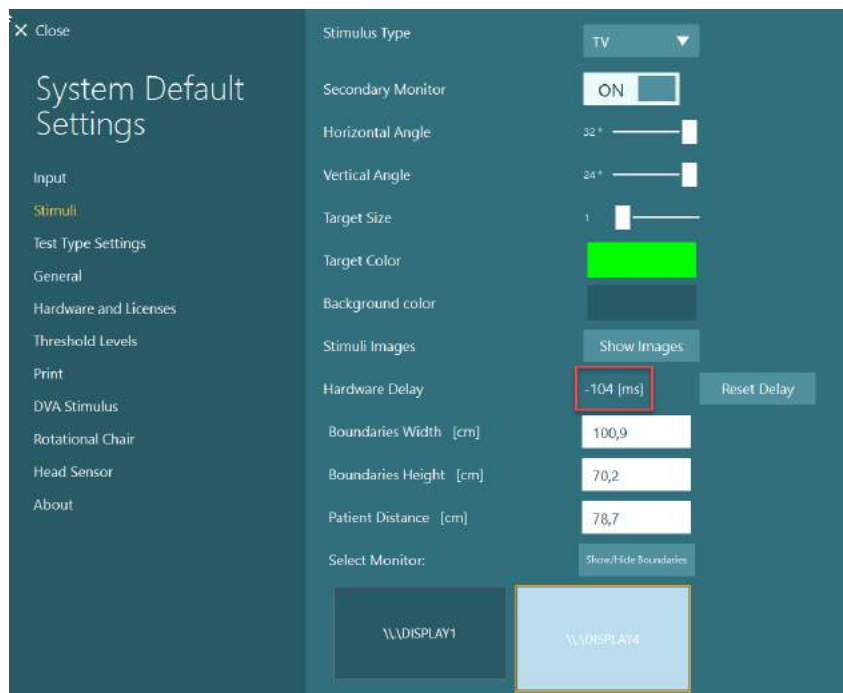 ✕ Close
System Default
Settings
Input
Stimuli
Test Type Settings
General
Hardware and Licenses
Threshold Levels
Print
DVA Stimulus
Rotational Chair
Head Sensor
About
Stimulus Type
TV
Secondary Monitor
ON
Horizontal Angle
32 °
Vertical Angle
24 °
Target Size
1
Target Color
Background color
Stimuli Images
Show Images
Hardware Delay
-104 [ms]
Reset Delay
Boundaries Width [cm]
100,9
Boundaries Height [cm]
70,2
Patient Distance [cm]
78,7
Select Monitor:
Show/Hide Boundaries
\\.\DISPLAY1
\\.\DISPLAY4